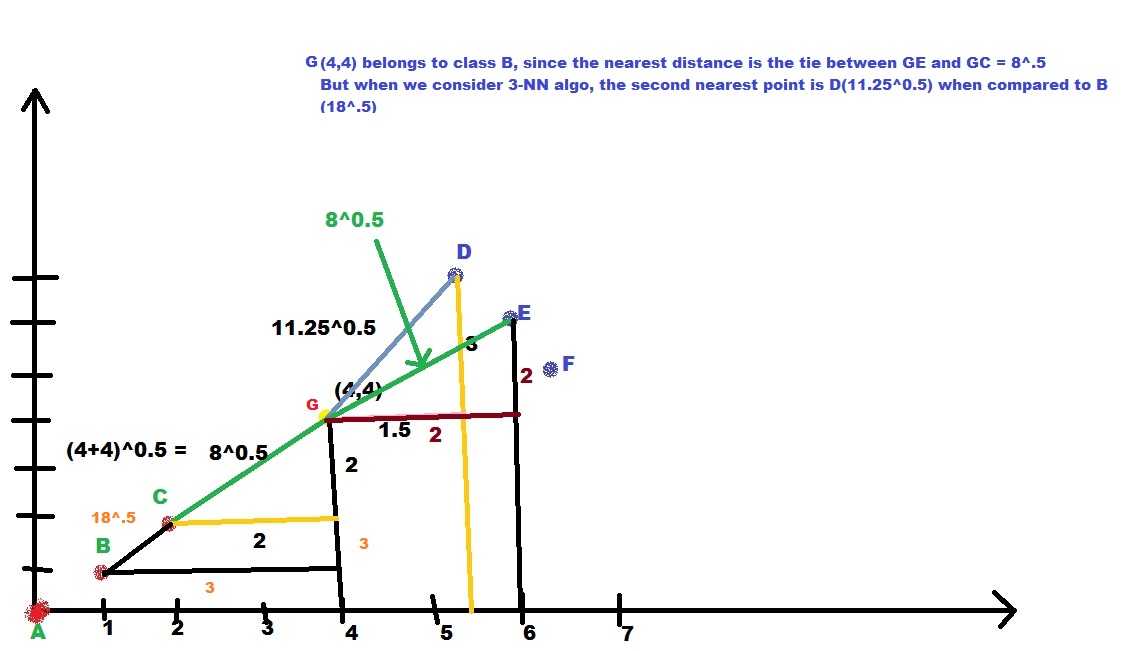 G (4,4) belongs to class B, since the nearest distance is the tie between GE and GC = 8^.5
But when we consider 3-NN algo, the second nearest point is D(11.25^0.5) when compared to B
(18^.5)
8^0.5
D
E
11.25^0.5
3
F
2
(4,4)
G
1.5
2
(4+4)^0.5 =
8^0.5
2
C
18^.5
2
3
B
3
A
1
2
3
4
5
6
7